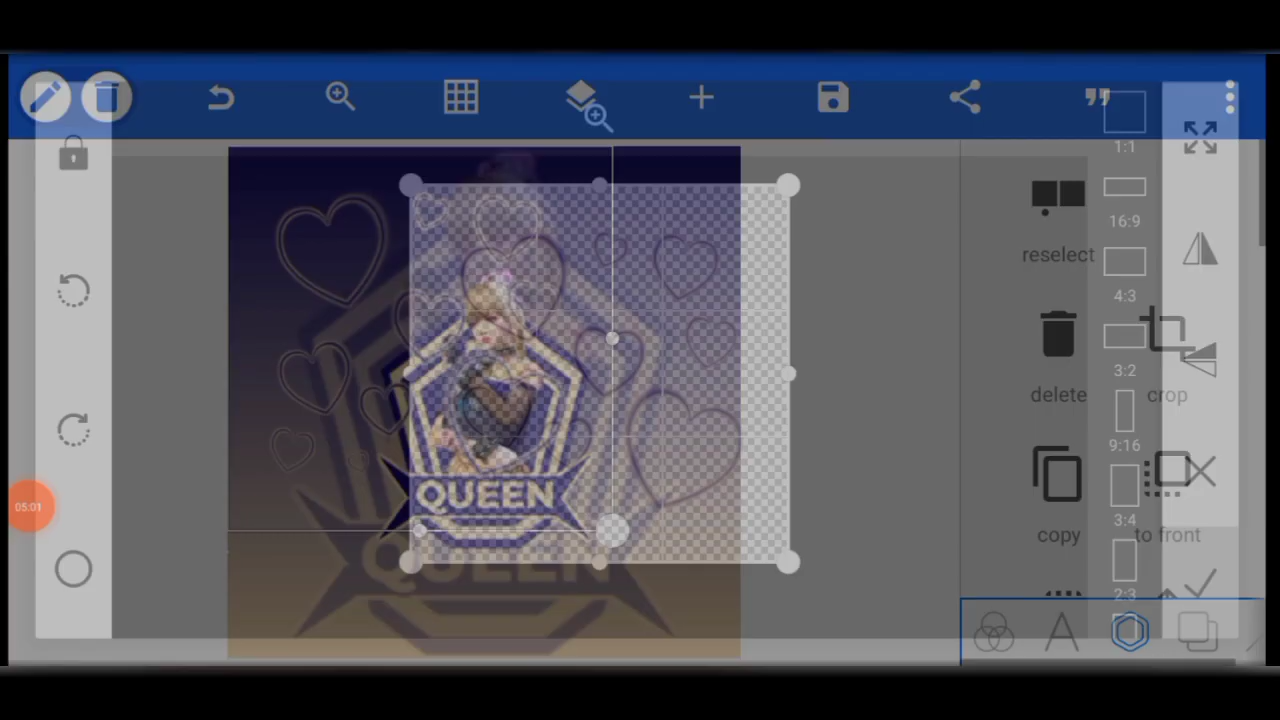 1:1
16:9
4:3
3:2
9:16
3:4
2:3
reselect
delete
crop
copy
to front
05:01
QUEEN
QUEEN
A